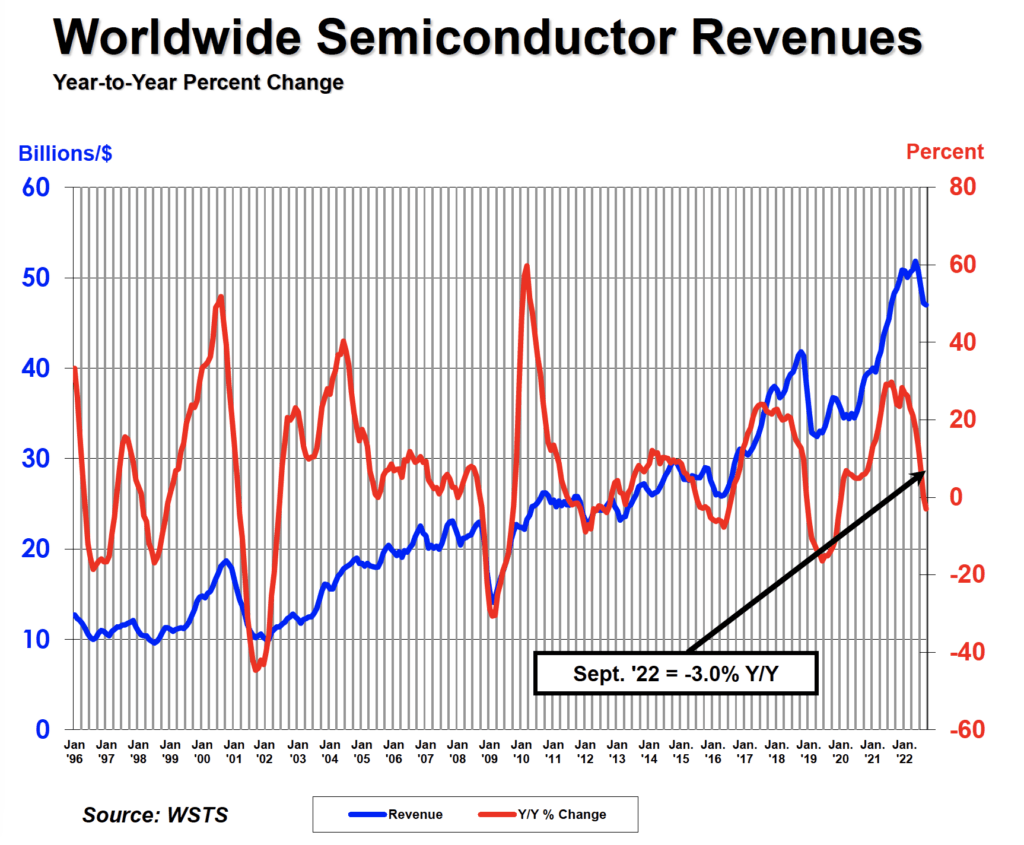 Worldwide Semiconductor Revenues
Year-to-Year Percent Change
Billions/$
Percent
60
50
40
30
20
10
0
80
60
40
20
0
-20
-40
-60
Sept. '22 = -3.0% Y/Y
Jan Jan Jan Jan Jan Jan Jan Jan Jan Jan Jan Jan Jan Jan Jan Jan Jan Jan Jan Jan. Jan. Jan. Jan. Jan. Jan. Jan. Jan.
'96 '97 '98 '99 '00 '01 '02 '03 '04 '05 '06 '07 '08 '09 '10 '11 '12 '13 '14 '15 '16 '17 '18 '19 '20 '21 '22
Source: WSTS
Revenue Y/Y % Change